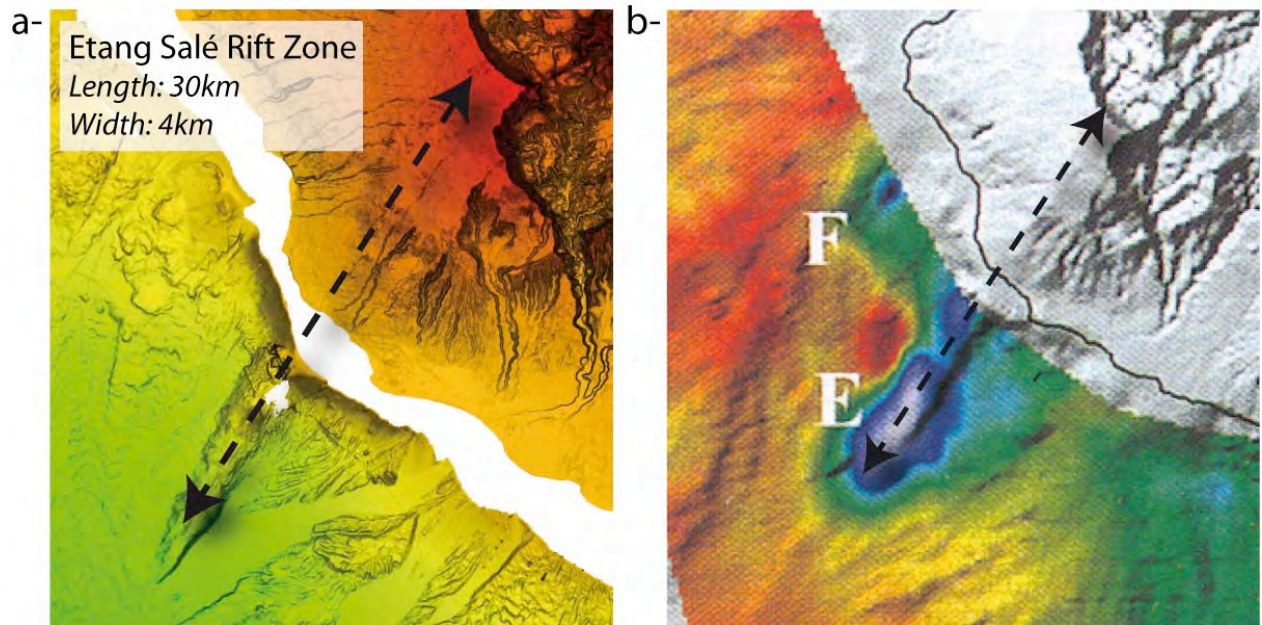 a-
Etang Salé Rift Zone
Length: 30km
Width: 4km
b-
F
E